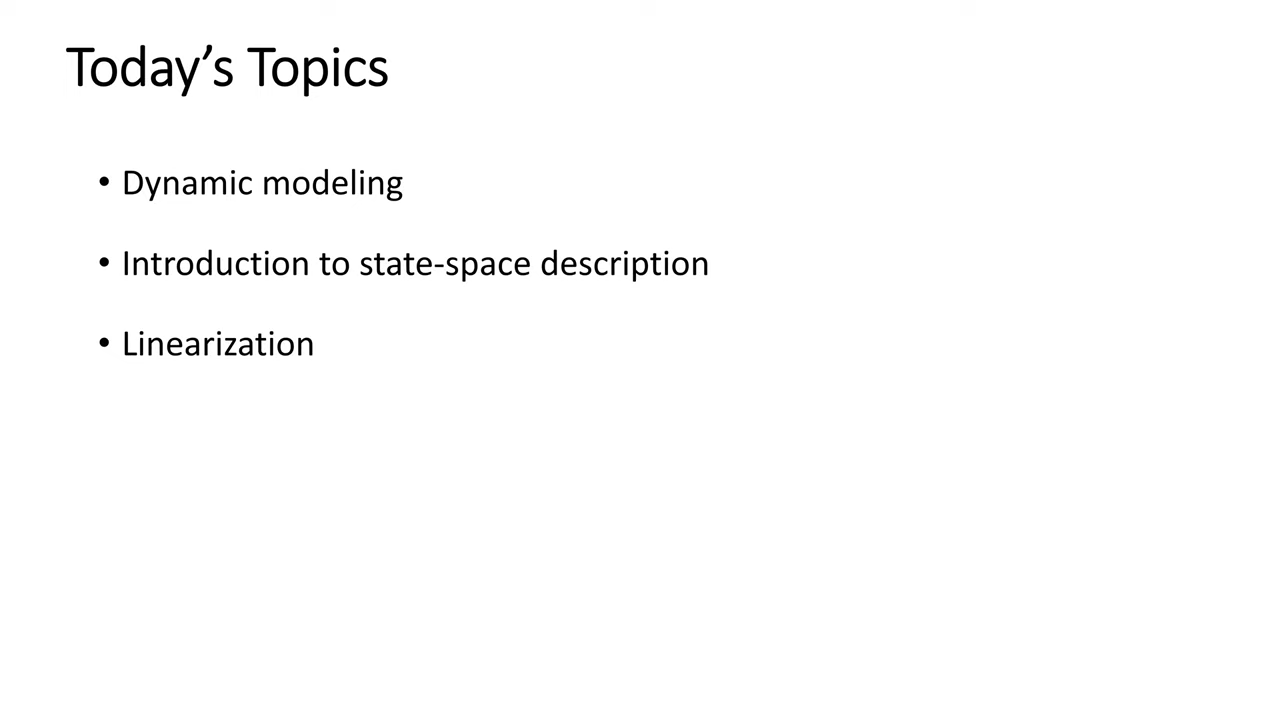 Today’s Topics
• Dynamic modeling
• Introduction to state-space description
• Linearization